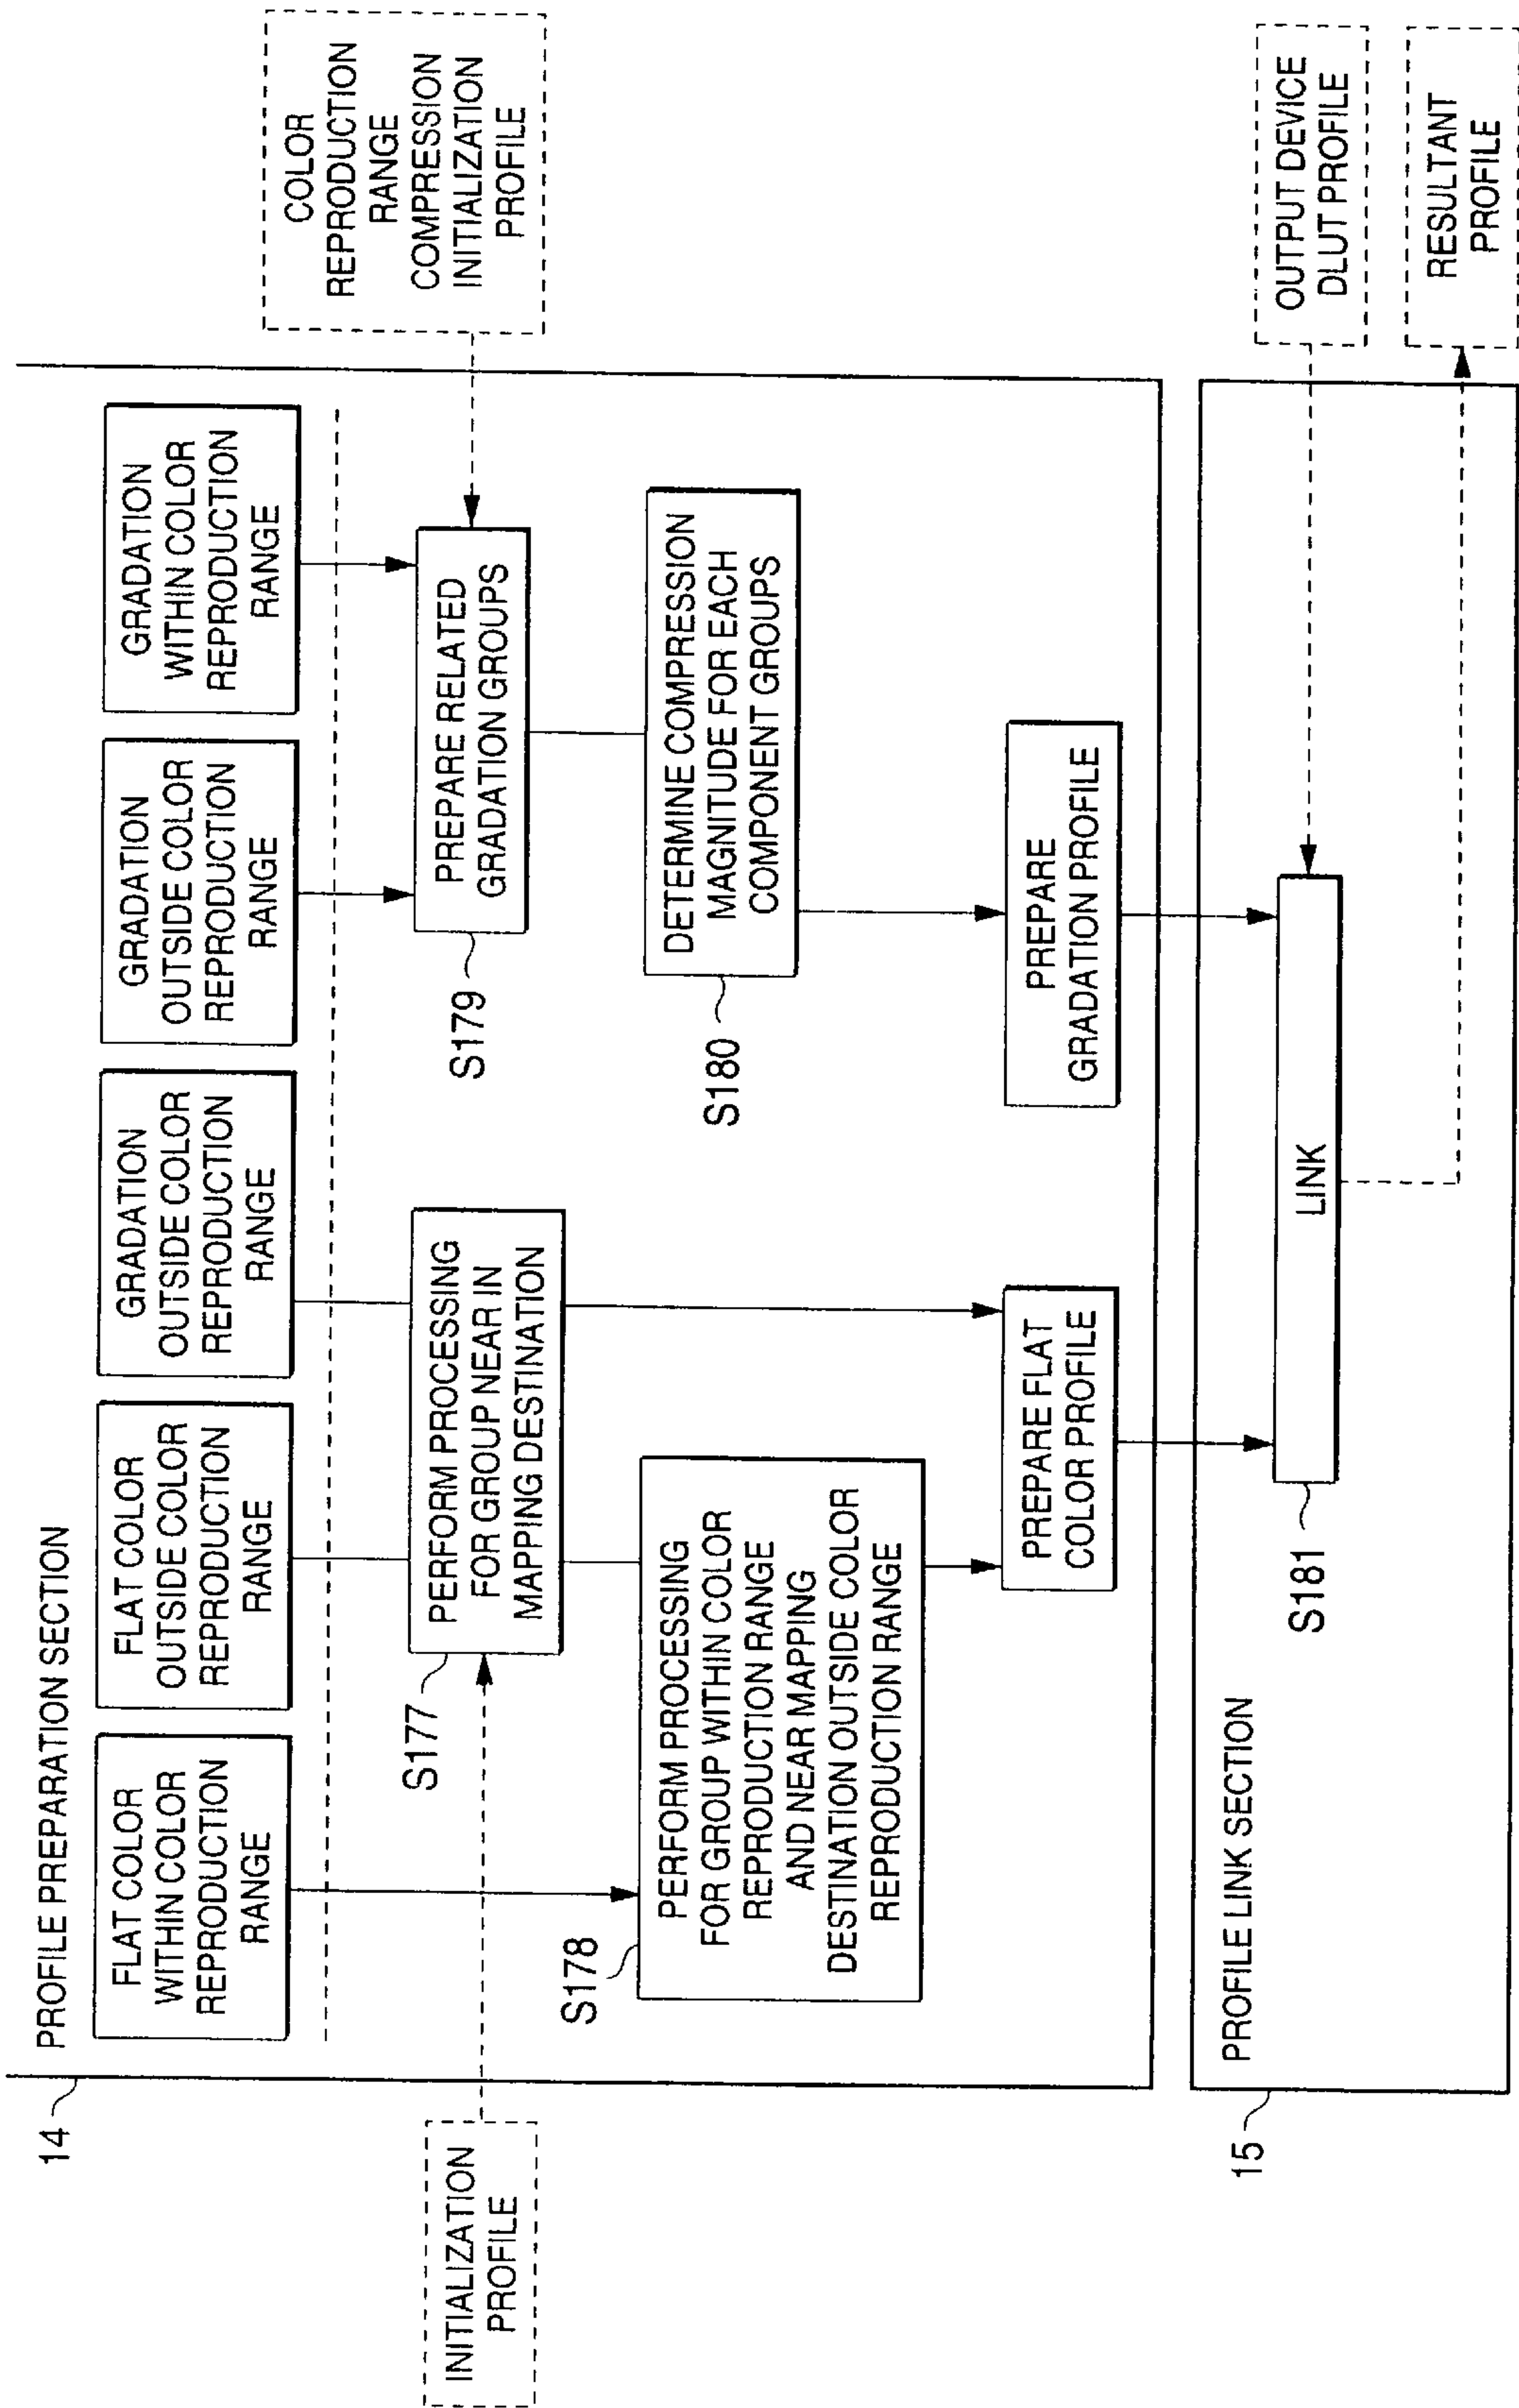 14
PROFILE PREPARATION SECTION
FLAT COLOR
WITHIN COLOR
REPRODUCTION
RANGE
FLAT COLOR
OUTSIDE COLOR
REPRODUCTION
RANGE
GRADATION
OUTSIDE COLOR
REPRODUCTION
RANGE
GRADATION
OUTSIDE COLOR
REPRODUCTION
RANGE
GRADATION
WITHIN COLOR
REPRODUCTION
RANGE
INITIALIZATION
PROFILE
S177
PERFORM PROCESSING
FOR GROUP NEAR IN
MAPPING DESTINATION
S179
PREPARE RELATED
GRADATION GROUPS
COLOR
REPRODUCTION
RANGE
COMPRESSION
INITIALIZATION
PROFILE
S178
PERFORM PROCESSING
FOR GROUP WITHIN COLOR
REPRODUCTION RANGE
AND NEAR MAPPING
DESTINATION OUTSIDE COLOR
REPRODUCTION RANGE
S180
DETERMINE COMPRESSION
MAGNITUDE FOR EACH
COMPONENT GROUPS
PREPARE FLAT
COLOR PROFILE
PREPARE
GRADATION PROFILE
15
PROFILE LINK SECTION
S181
LINK
OUTPUT DEVICE
DLUT PROFILE
RESULTANT
PROFILE